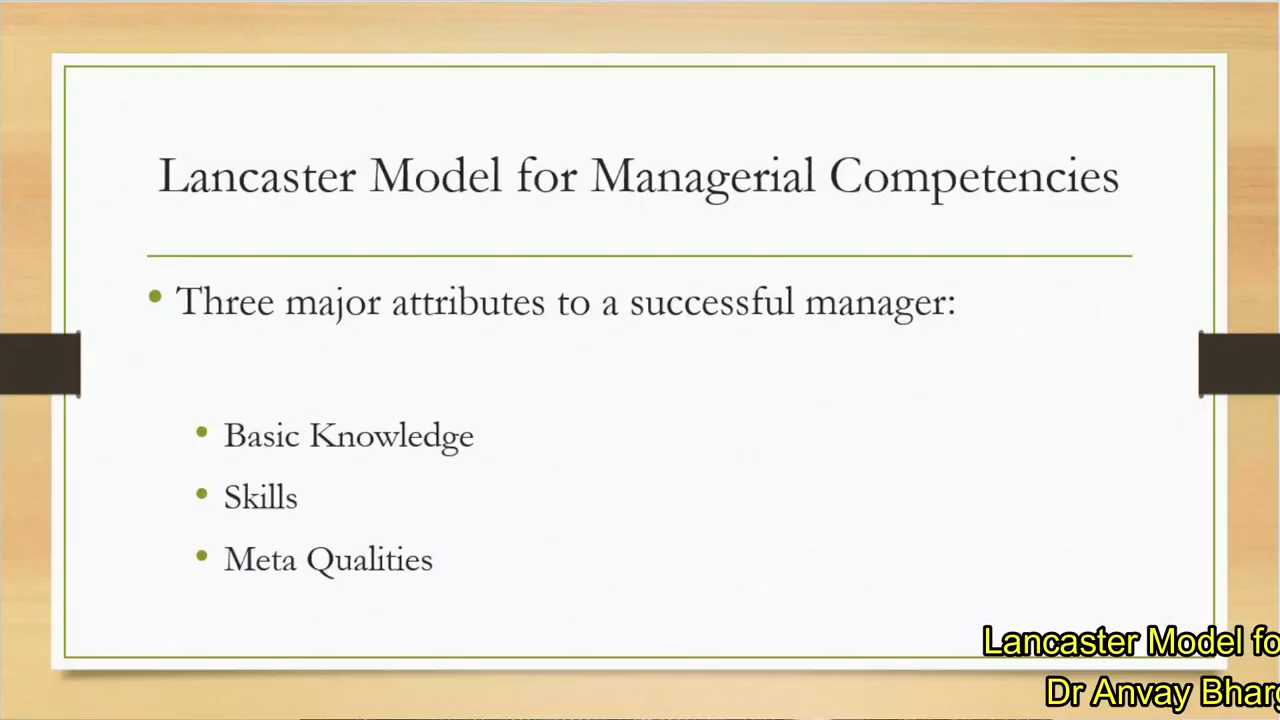 Lancaster Model for Managerial Competencies
• Three major attributes to a successful manager:
• Basic Knowledge
• Skills
• Meta Qualities
Lancaster Model fo
Dr Anvay Bharg